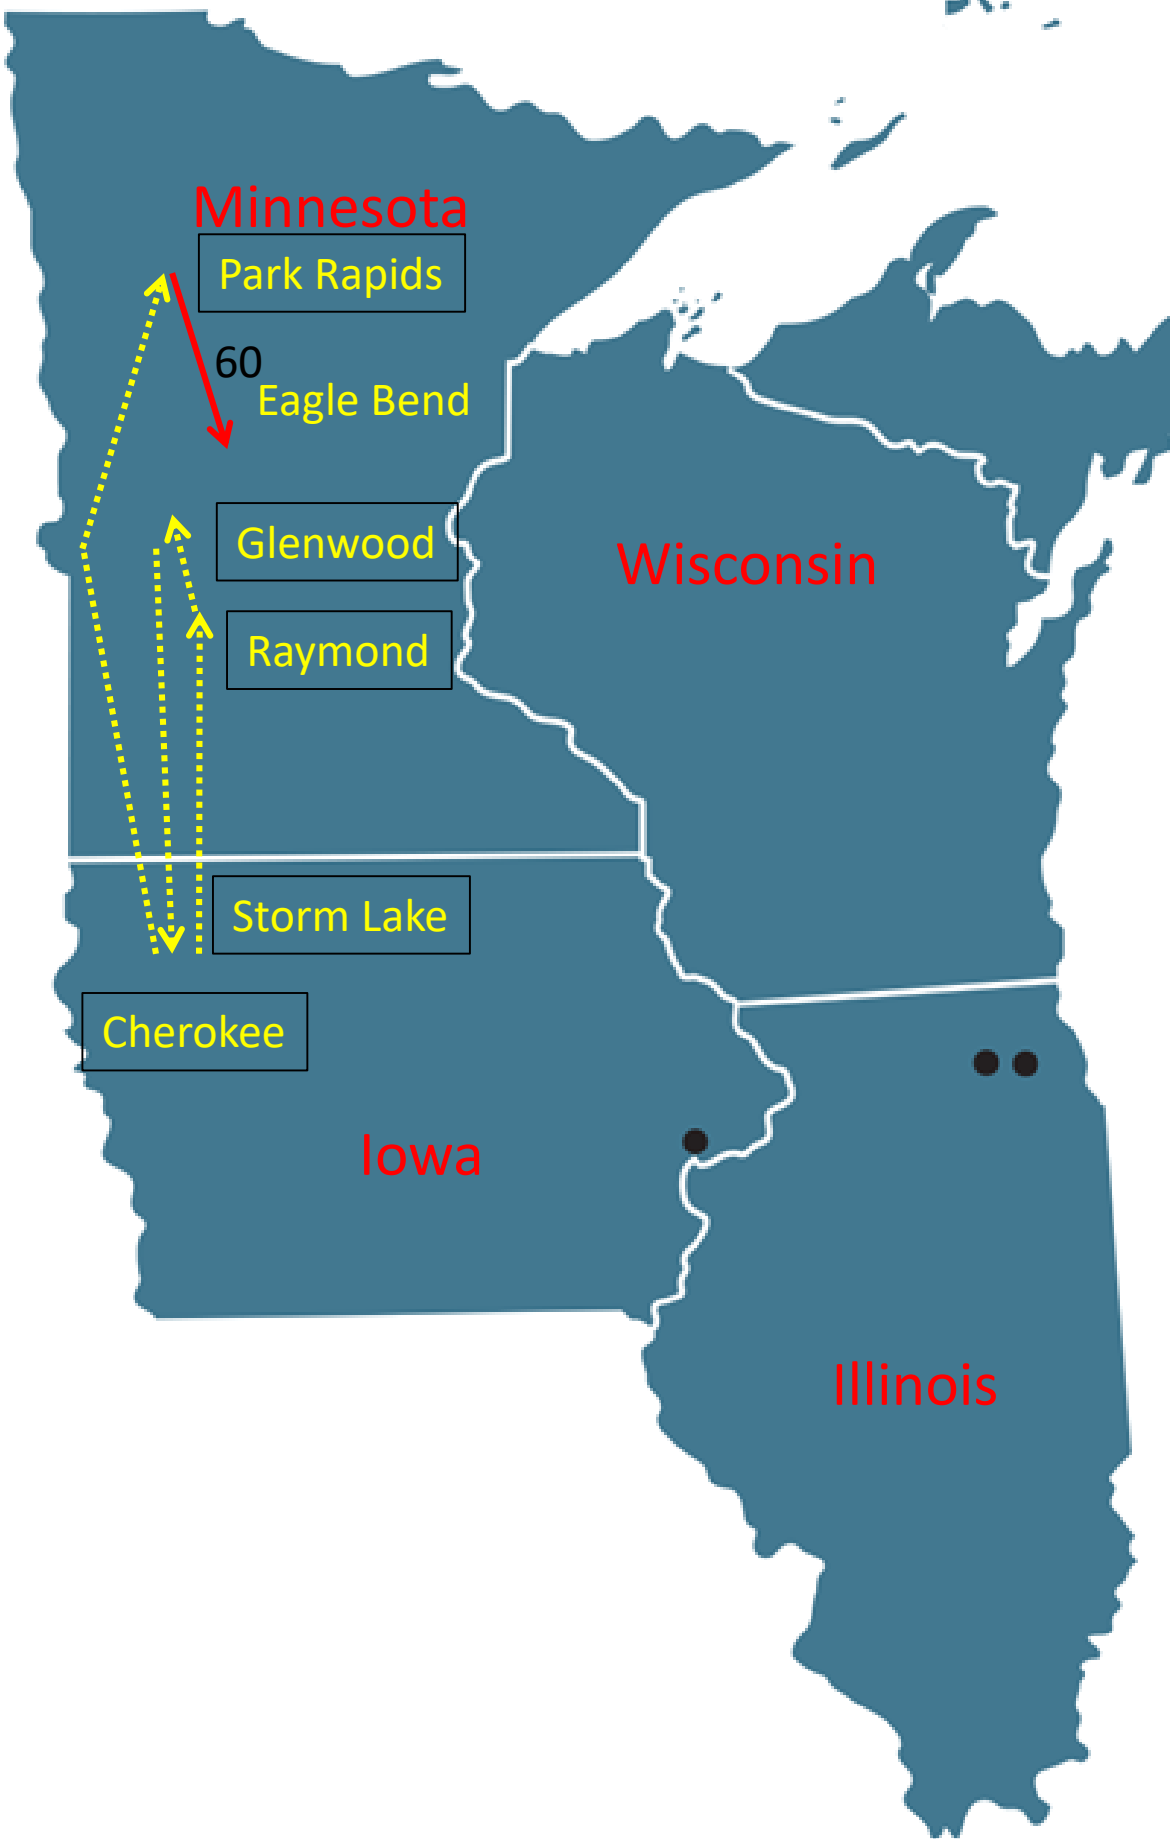 Minnesota
Park Rapids
60
Eagle Bend
Glenwood
Wisconsin
Raymond
Storm Lake
Cherokee
Iowa
Illinois